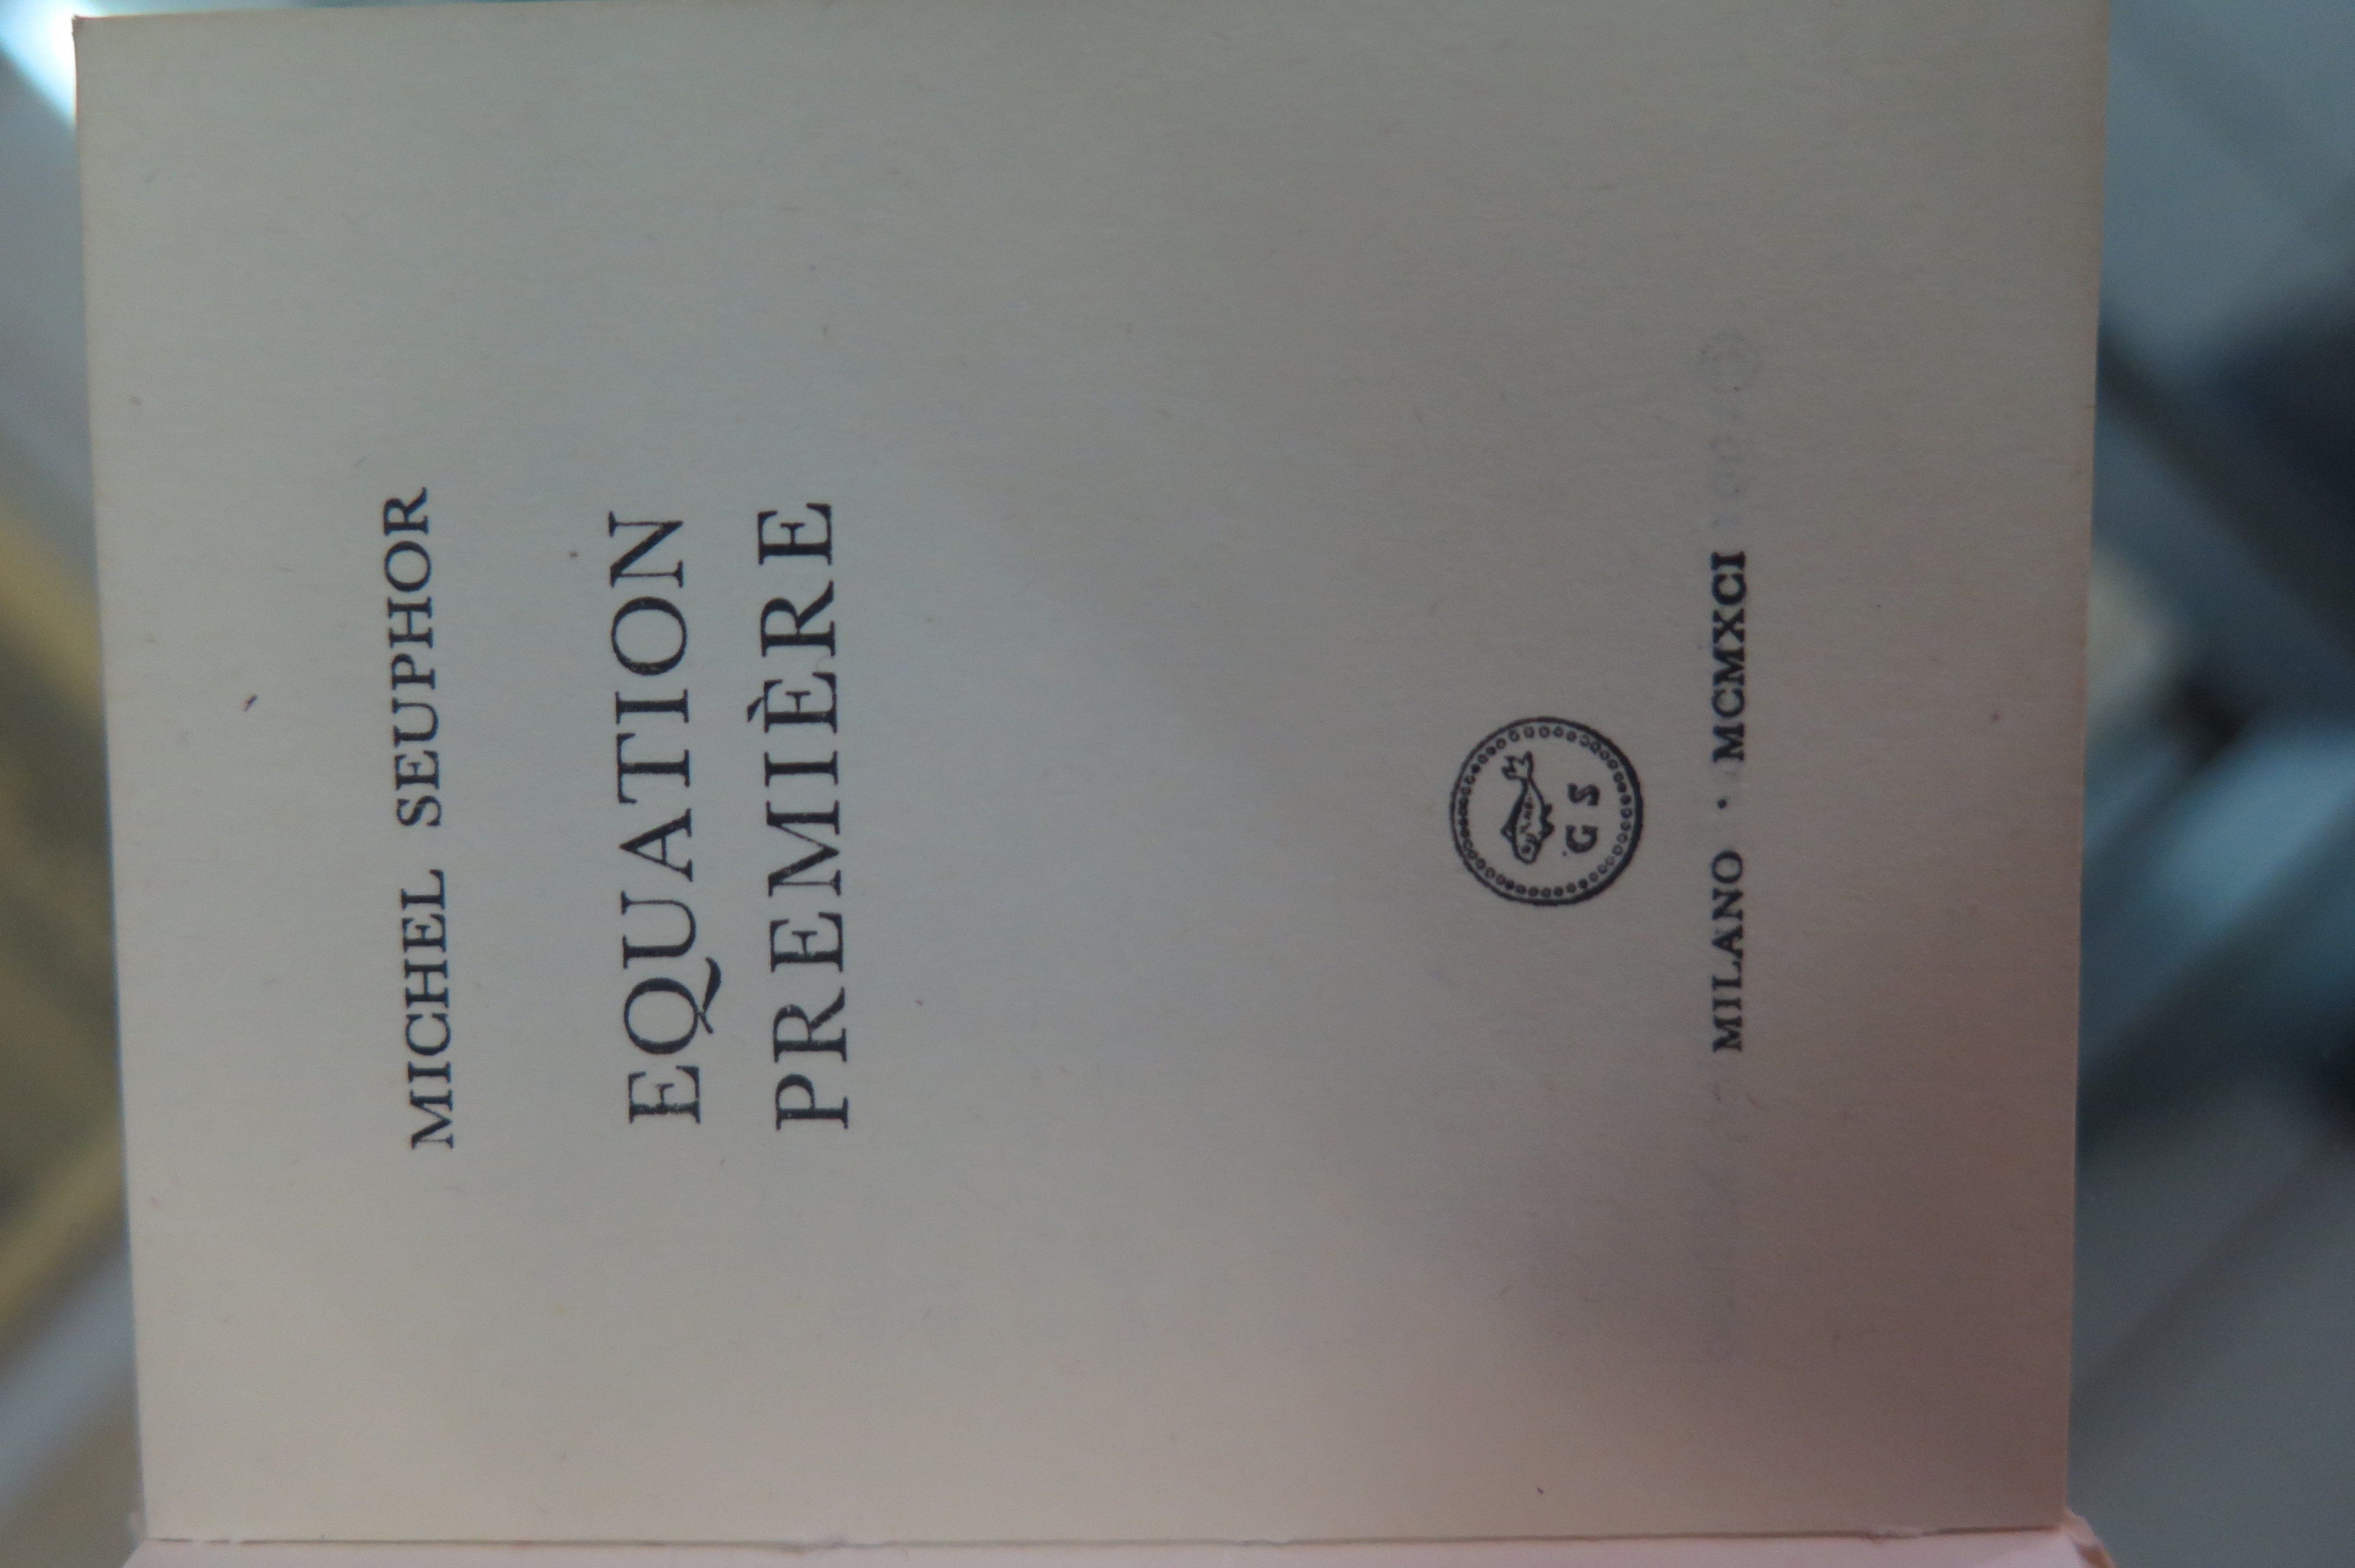 MICHEL SEUPHOR
EQUATION
PREMIÈRE
G S
MILANO · MCMXCI